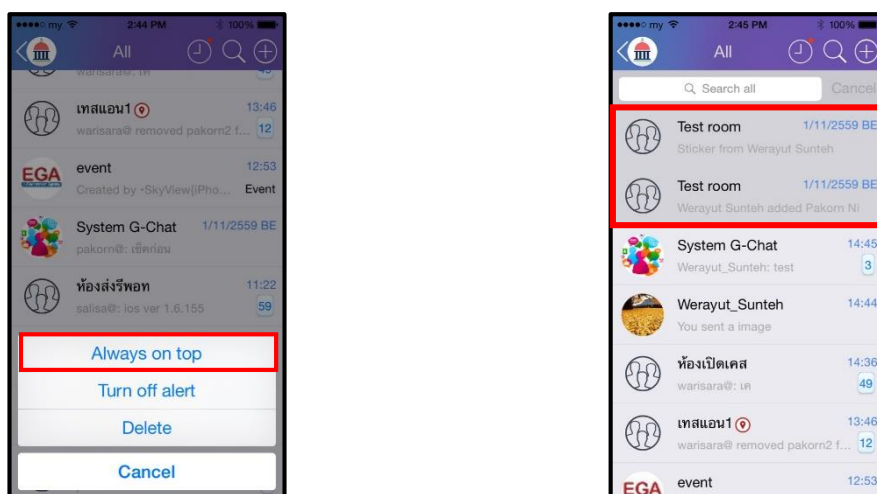 my 2:44 PM 100%
All
warisara@: เค 49
เทสแอน1 13:46
warisara@ removed pakorn2 f... 12
EGA event 12:53
Created by •SkyView(iPho... Event
System G-Chat 1/11/2559 BE
pakorn@: เช็คก่อน
ห้องส่งรีพอท 11:22
salisa@: ios ver 1.6.155 59
Always on top
Turn off alert
Delete
Cancel
my 2:45 PM 100%
All
Search all Cancel
Test room 1/11/2559 BE
Sticker from Werayut Sunteh
Test room 1/11/2559 BE
Werayut Sunteh added Pakorn Ni
System G-Chat 14:45
Werayut_Sunteh: test 3
Werayut_Sunteh 14:44
You sent a image
ห้องเปิดเคส 14:36
warisara@: เค 49
เทสแอน1 13:46
warisara@ removed pakorn2 f... 12
EGA event 12:53